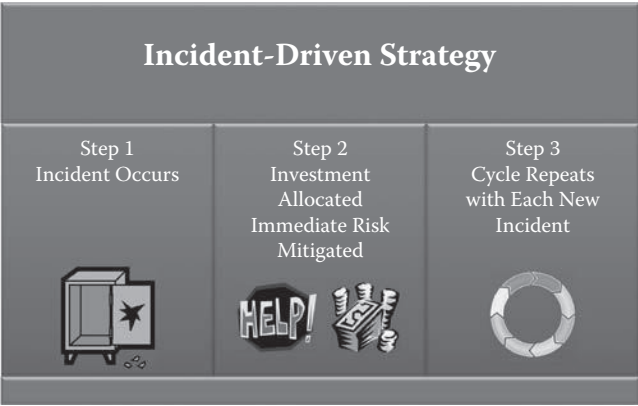 Incident-Driven Strategy
Step 1
Incident Occurs
Step 2
Investment
Allocated
Immediate Risk
Mitigated
HELP!
Step 3
Cycle Repeats
with Each New
Incident